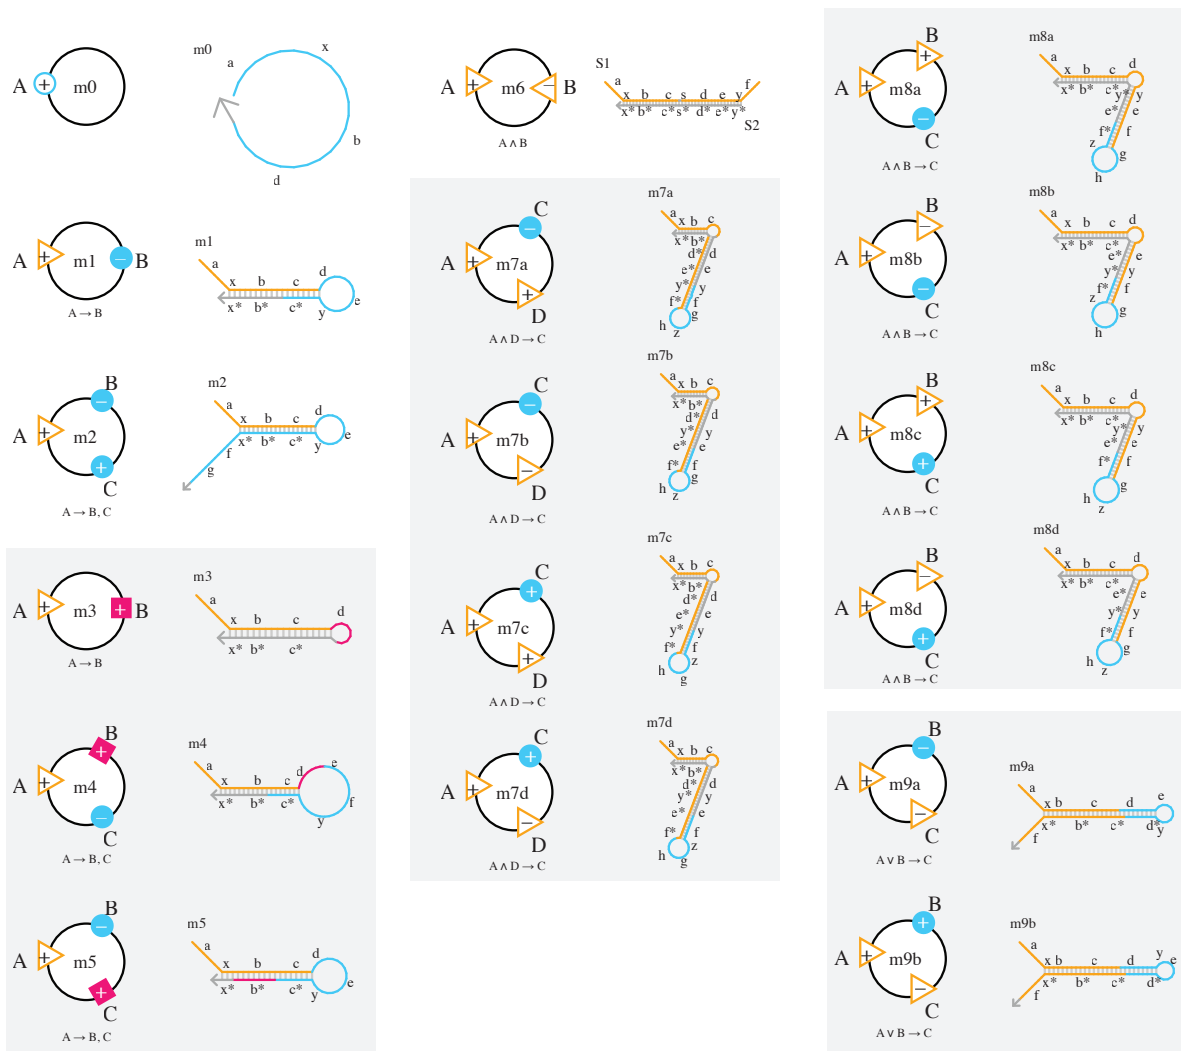 A + m0
m0
a
x
b
d
A + m1 − B
A → B
m1
a
x b c d
e
x* b* c* y
B
−
A + m2
+
C
A → B, C
m2
a
x b c d
e
x* b* c* y
f
g
A + m3 + B
A → B
m3
a
x b c d
x* b* c*
B
+
A + m4
−
C
A → B, C
m4
a
x b c d e
f
x* b* c* y
B
−
A + m5
+
C
A → B, C
m5
a
x b c d
e
x* b* c* y
A + m6 − B
A ∧ B
S1
a f
x b c s d e y
x* b* c* s* d* e* y*
S2
C
−
A + m7a
+
D
A ∧ D → C
m7a
a
x b c
x* b*
d* d
e* e
y* y
f* f
g
h z
C
−
A + m7b
−
D
A ∧ D → C
m7b
a
x b c
x* b*
d* d
y* y
e* e
f* f
g
h z
C
+
A + m7c
+
D
A ∧ D → C
m7c
a
x b c
x* b*
d* d
e* e
y* y
f* f
h z
g
C
+
A + m7d
−
D
A ∧ D → C
m7d
a
x b c
x* b*
d* d
y* y
e* e
f* f
h z
g
B
+
A + m8a
−
C
A ∧ B → C
m8a
a
x b c d
x* b* c*
y* y
e* e
f* f
z g
h
B
−
A + m8b
−
C
A ∧ B → C
m8b
a
x b c d
x* b* c*
e* e
y* y
f* f
z g
h
B
+
A + m8c
+
C
A ∧ B → C
m8c
a
x b c d
x* b* c*
y* y
e* e
f* f
h g
z
B
−
A + m8d
+
C
A ∧ B → C
m8d
a
x b c d
x* b* c*
e* e
y* y
f* f
h g
z
B
−
A + m9a
−
C
A ∨ B → C
m9a
a
x b c d e
x* b* c* d* y
f
B
+
A + m9b
−
C
A ∨ B → C
m9b
a
x b c d y e
x* b* c* d*
f